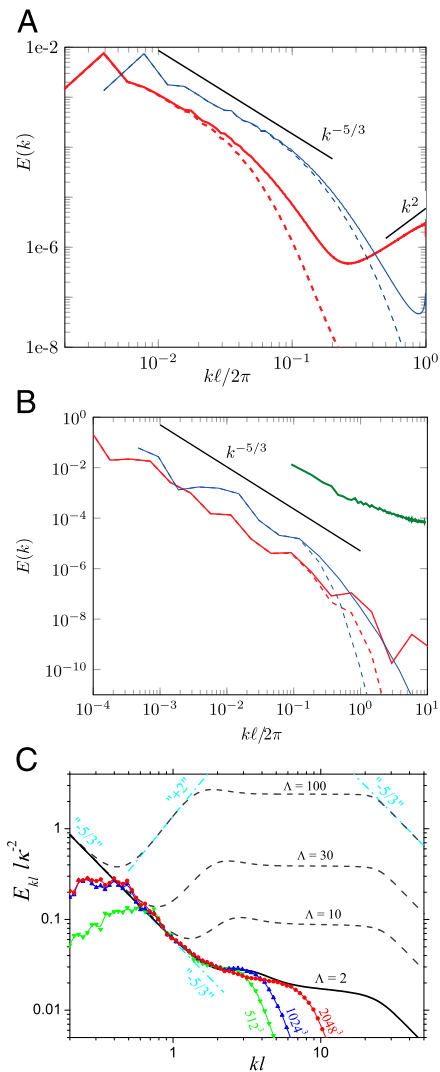 A
1e-2
1e-6
1e-8
E(k)
k^{-5/3}
k^2
10^{-2}
10^{-1}
10^0
kℓ/2π
B
10^0
10^{-2}
10^{-4}
10^{-6}
10^{-8}
10^{-10}
E(k)
k^{-5/3}
10^{-4}
10^{-3}
10^{-2}
10^{-1}
10^0
10^1
kℓ/2π
C
"+2"
"-5/3"
Λ = 100
"-5/3"
1
Λ = 30
E_{kl} lκ^{-2}
0.1
Λ = 10
Λ = 2
"-5/3"
0.01
512^3
1024^3
2048^3
1
10
kl